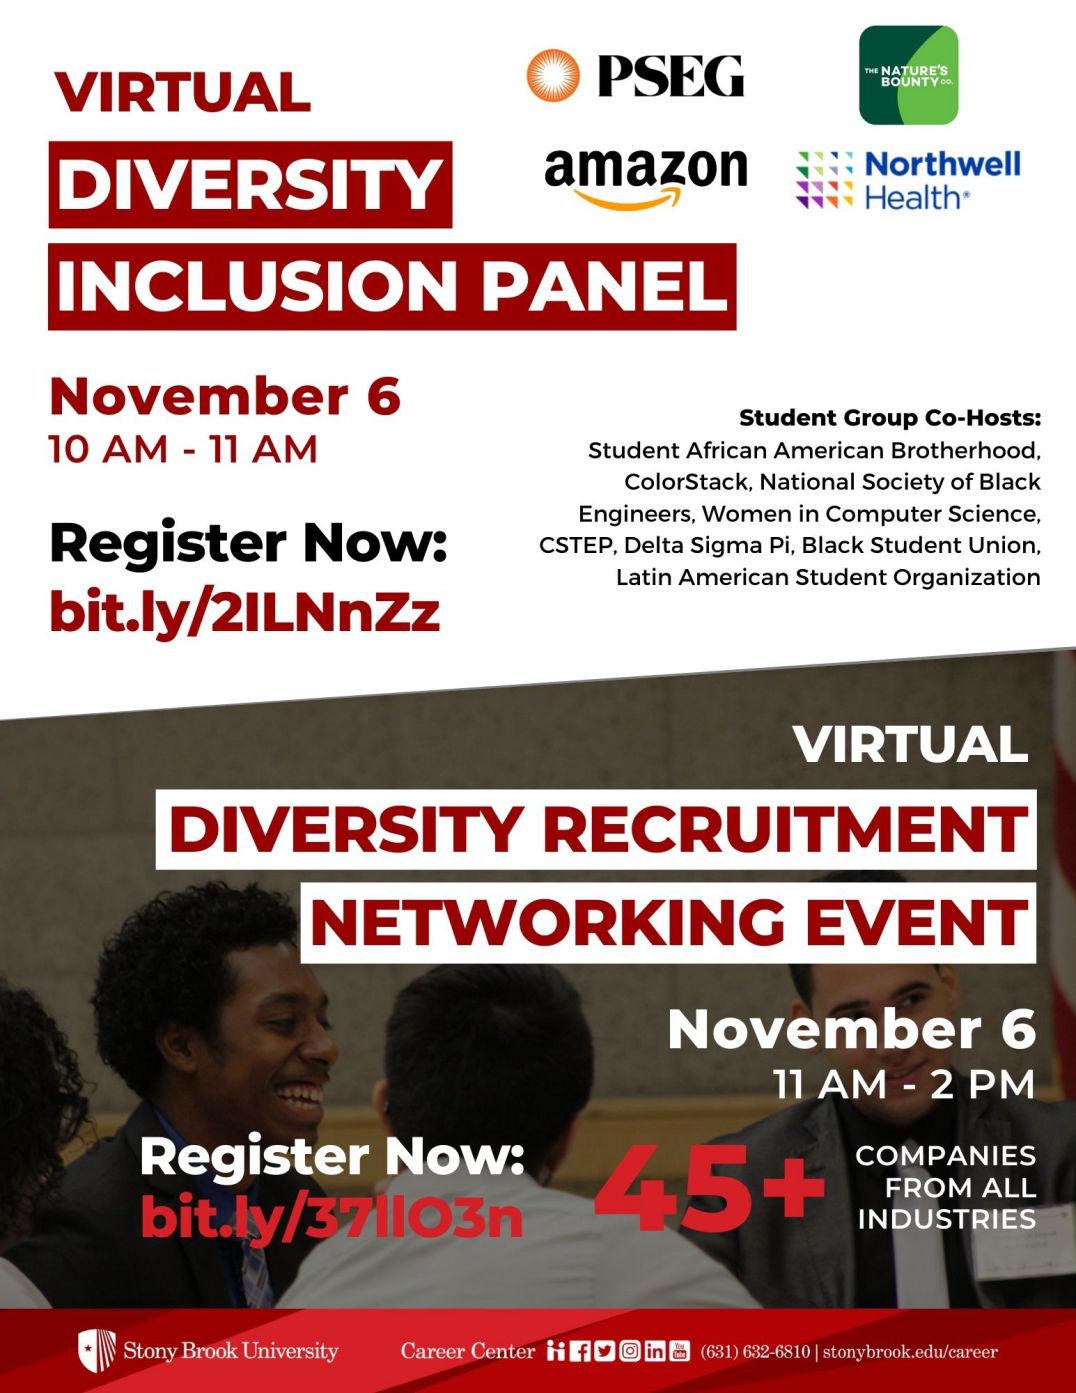 VIRTUAL
DIVERSITY
INCLUSION PANEL
PSEG
THE NATURE'S
BOUNTY CO.
amazon
Northwell
Health®
November 6
10 AM - 11 AM
Register Now:
bit.ly/2ILNnZz
Student Group Co-Hosts:
Student African American Brotherhood,
ColorStack, National Society of Black
Engineers, Women in Computer Science,
CSTEP, Delta Sigma Pi, Black Student Union,
Latin American Student Organization
VIRTUAL
DIVERSITY RECRUITMENT
NETWORKING EVENT
November 6
11 AM - 2 PM
Register Now:
bit.ly/37llO3n
45+
COMPANIES
FROM ALL
INDUSTRIES
Stony Brook University
Career Center
(631) 632-6810 | stonybrook.edu/career